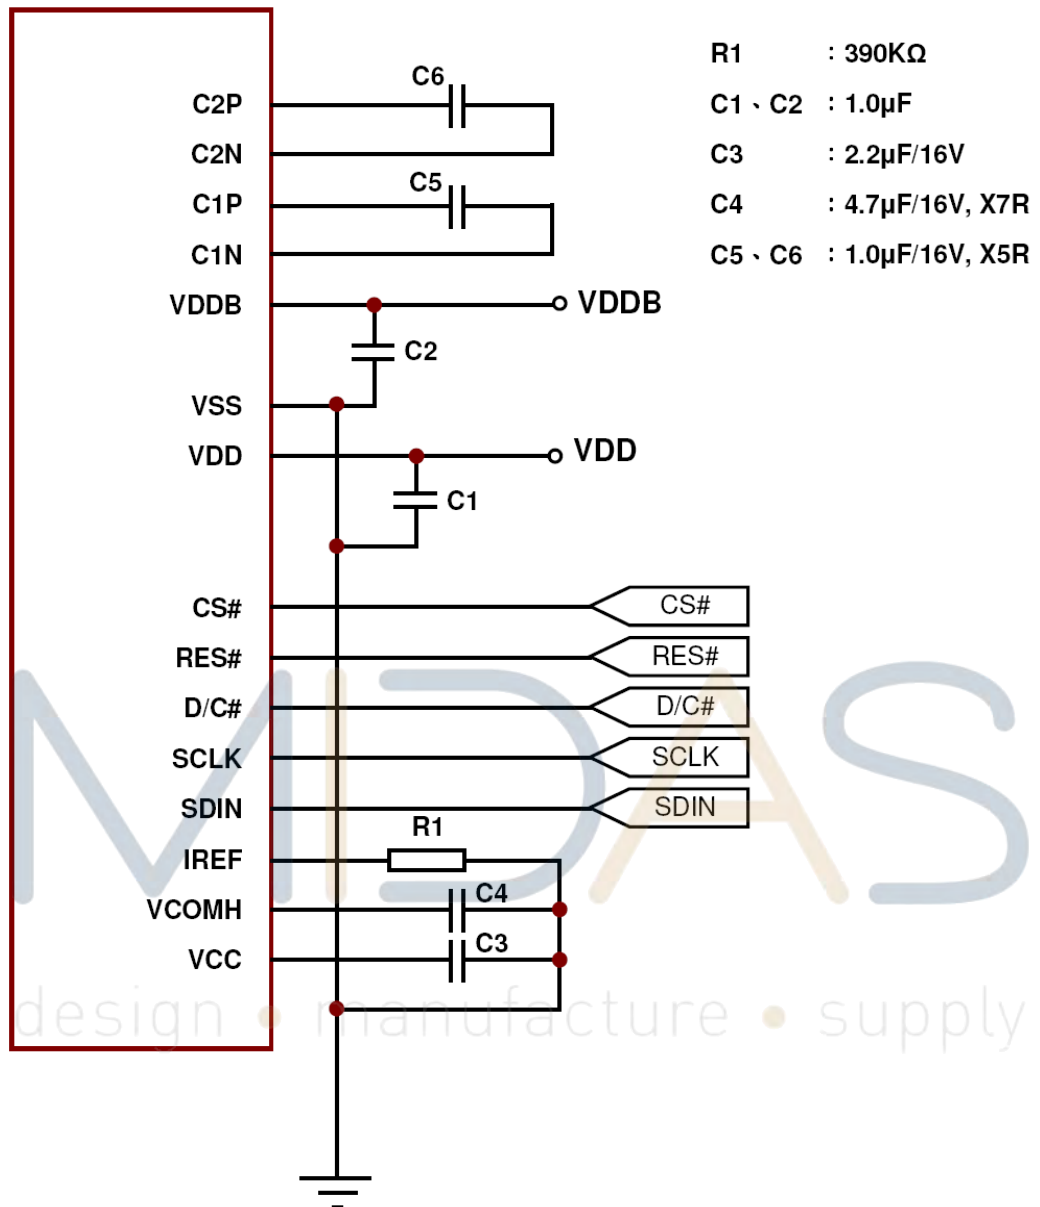 R1 : 390KΩ
C1、C2 : 1.0µF
C3 : 2.2µF/16V
C4 : 4.7µF/16V, X7R
C5、C6 : 1.0µF/16V, X5R
C6
C2P
C2N
C5
C1P
C1N
VDDB VDDB
C2
VSS
VDD VDD
C1
CS# CS#
RES# RES#
D/C# D/C#
SCLK SCLK
SDIN SDIN
R1
IREF
C4
VCOMH
C3
VCC
MIDAS
design • manufacture • supply